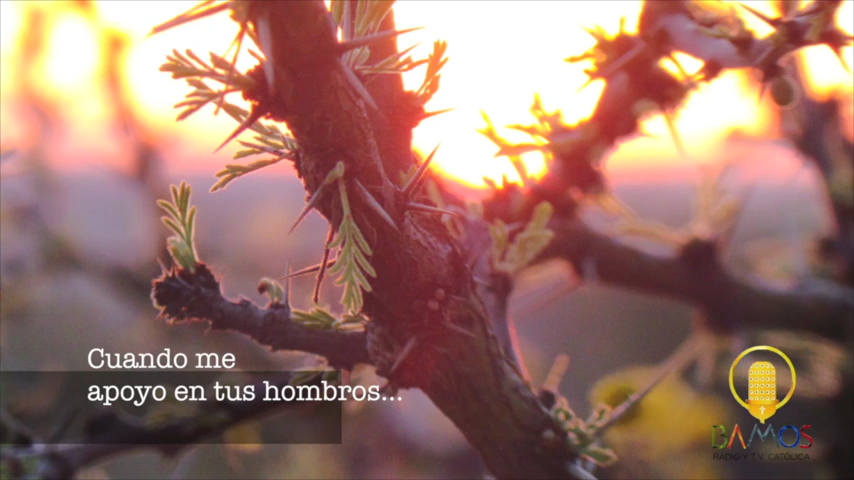 Cuando me
apoyo en tus hombros...
BAMOS
RADIO Y T.V. CATÓLICA